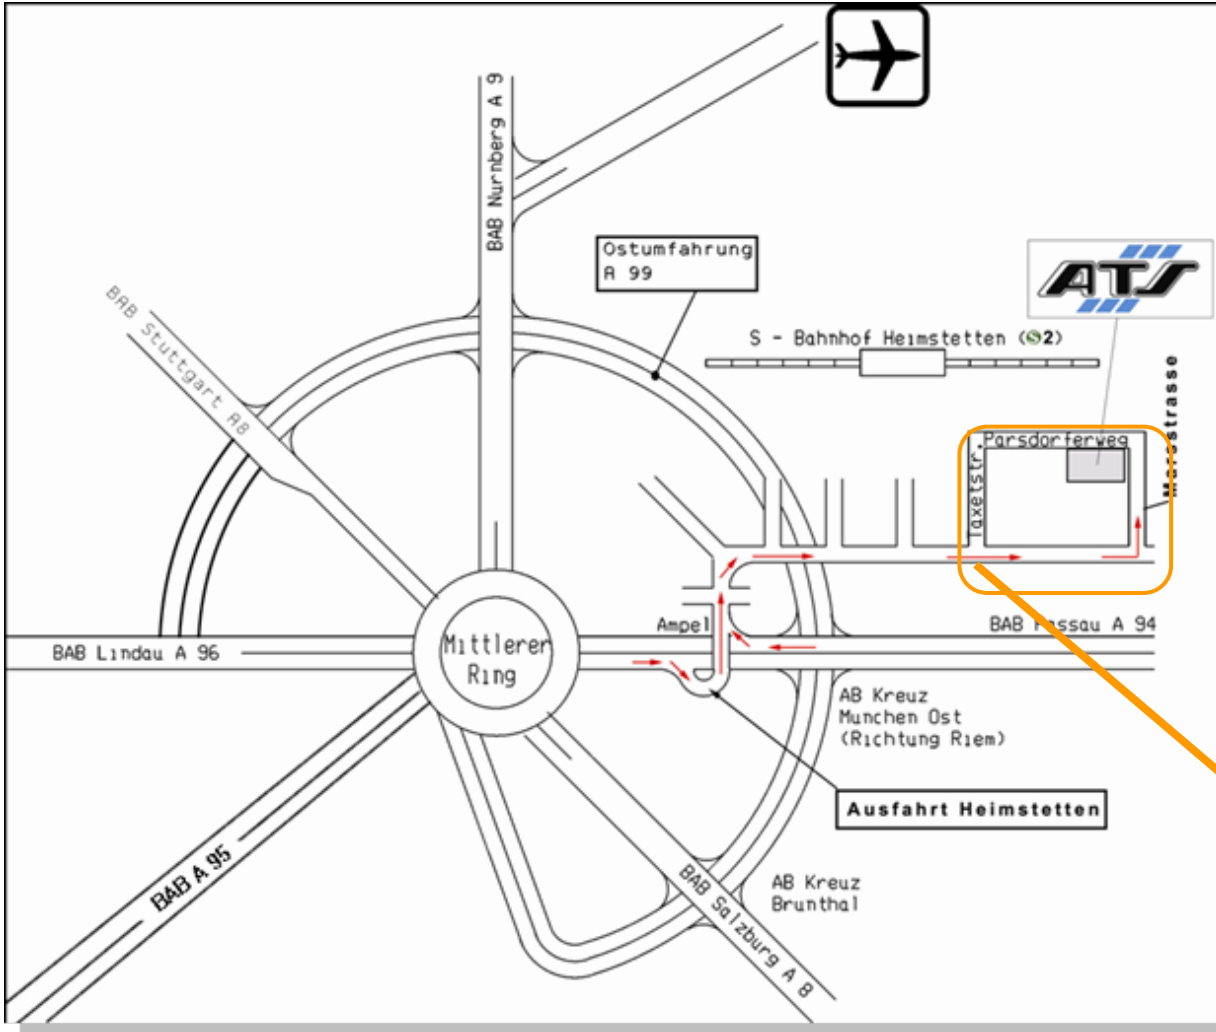 BAB Nurnberg A 9
Ostumfahrung
A 99
ATS
BAB Stuttgart A8
S - Bahnhof Heimstetten (S2)
Marsstrasse
Parsdorferweg
Taxetstr.
Ampel
BAB Passau A 94
BAB Lindau A 96
Mittlerer
Ring
AB Kreuz
Munchen Ost
(Richtung Riem)
Ausfahrt Heimstetten
BAB A 95
BAB Salzburg A 8
AB Kreuz
Brunthal